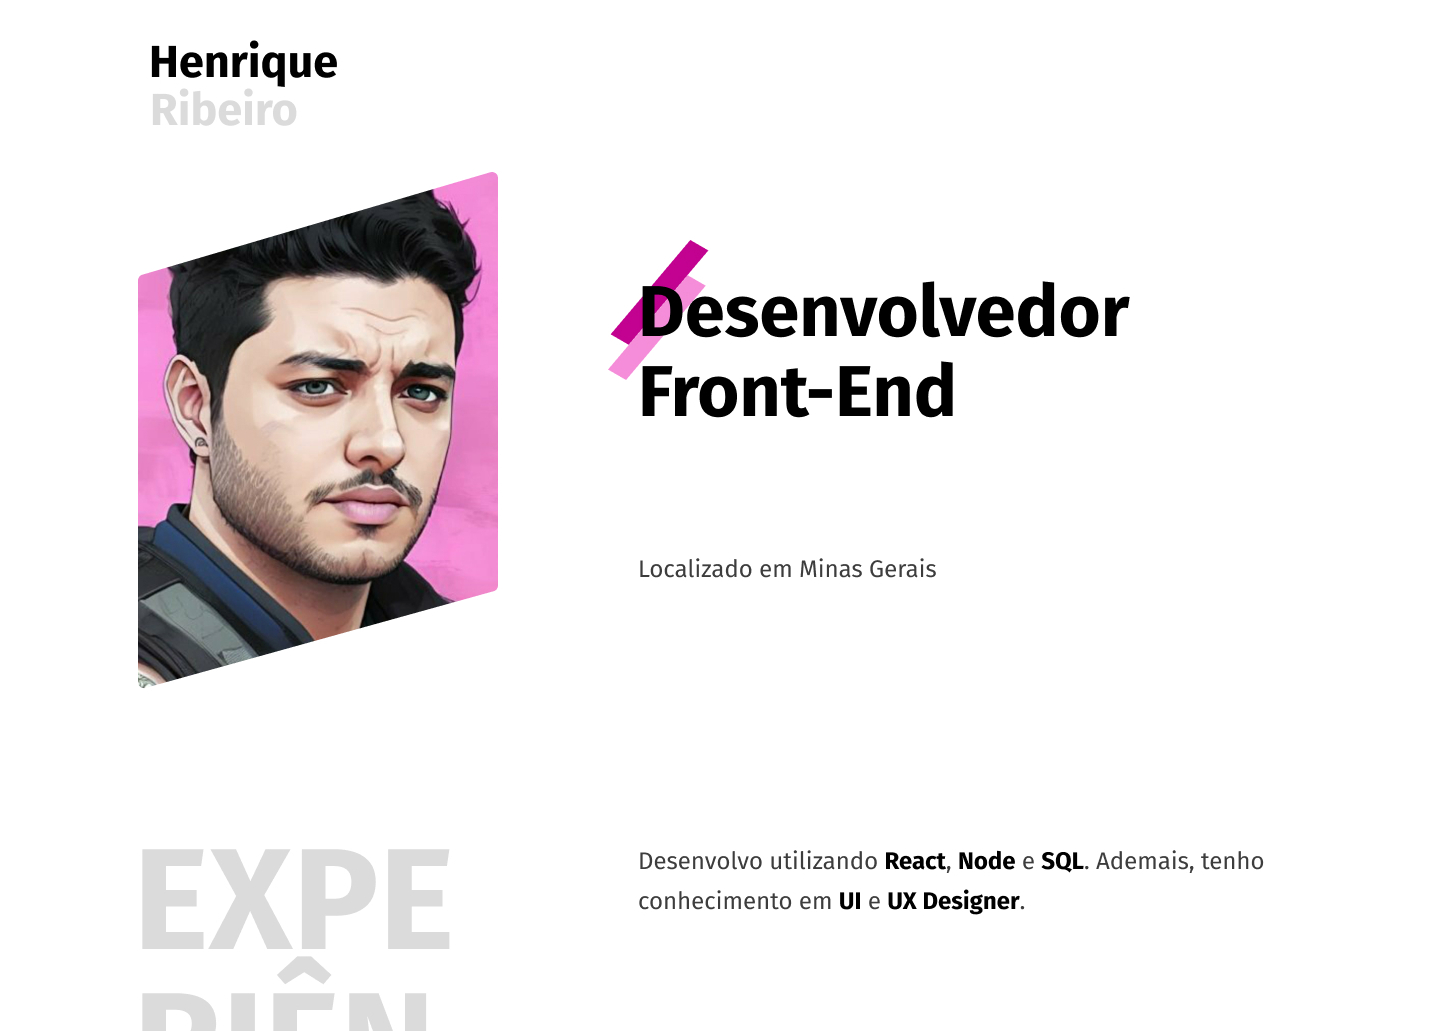 Henrique
Ribeiro
Desenvolvedor
Front-End
Localizado em Minas Gerais
EXPE
RIÊN
Desenvolvo utilizando React, Node e SQL. Ademais, tenho
conhecimento em UI e UX Designer.